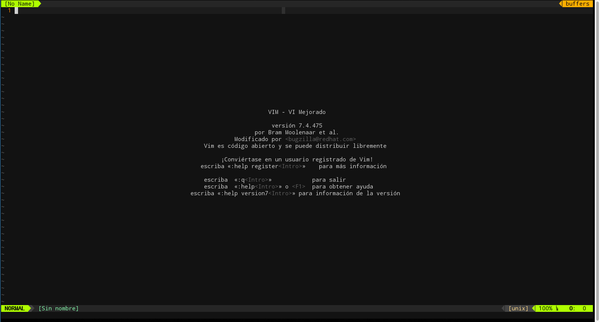 [No Name] buffers
1
VIM - VI Mejorado
versión 7.4.475
por Bram Moolenaar et al.
Modificado por <bugzilla@redhat.com>
Vim es código abierto y se puede distribuir libremente
¡Conviértase en un usuario registrado de Vim!
escriba «:help register<Intro>» para más información
escriba «:q<Intro>» para salir
escriba «:help<Intro>» o <F1> para obtener ayuda
escriba «:help version7<Intro>» para información de la versión
NORMAL [Sin nombre] [unix] 100% 0: 0